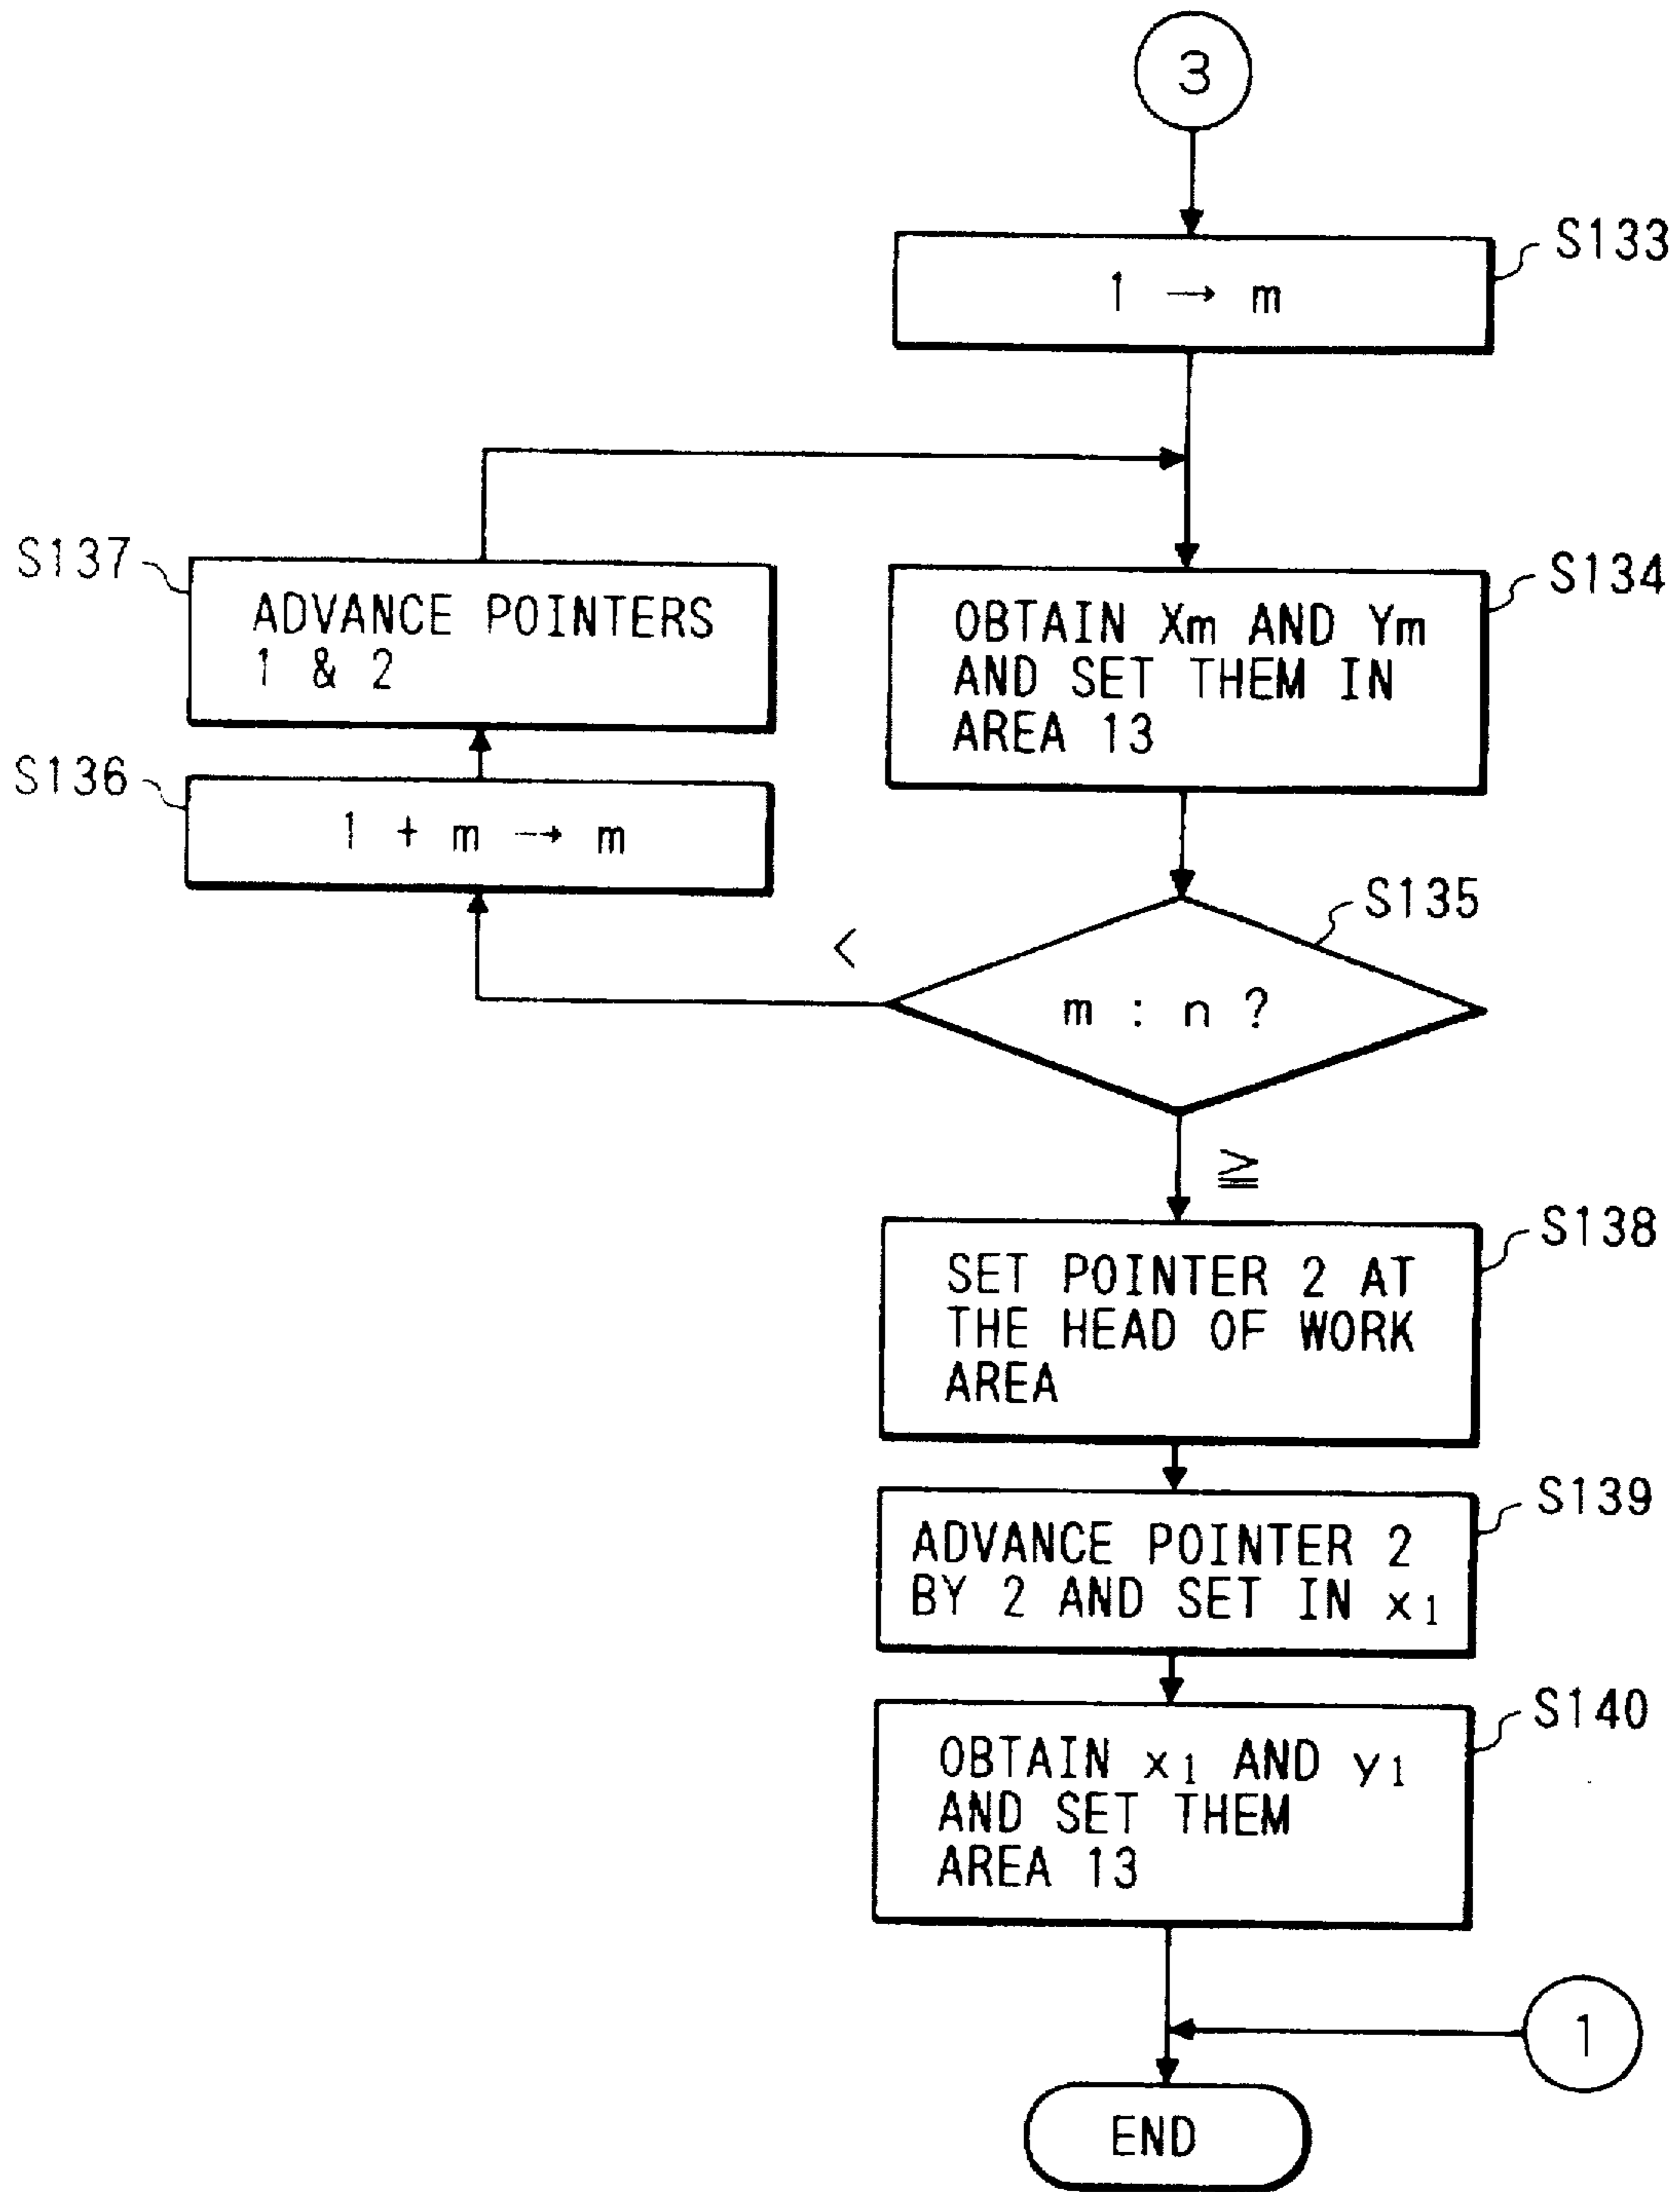 3
S133
1 → m
S137
ADVANCE POINTERS
1 & 2
S134
OBTAIN Xm AND Ym
AND SET THEM IN
AREA 13
S136
1 + m → m
S135
<
m : n ?
≧
S138
SET POINTER 2 AT
THE HEAD OF WORK
AREA
S139
ADVANCE POINTER 2
BY 2 AND SET IN x₁
S140
OBTAIN x₁ AND y₁
AND SET THEM
AREA 13
1
END